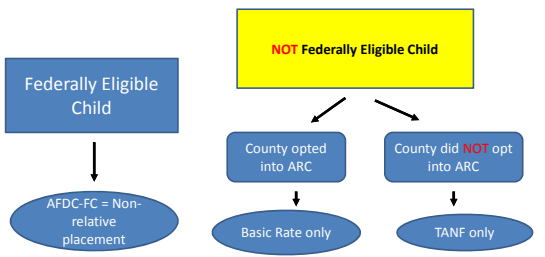 NOT Federally Eligible Child
Federally Eligible
Child
County opted
into ARC
County did NOT opt
into ARC
AFDC-FC = Non-
relative
placement
Basic Rate only
TANF only